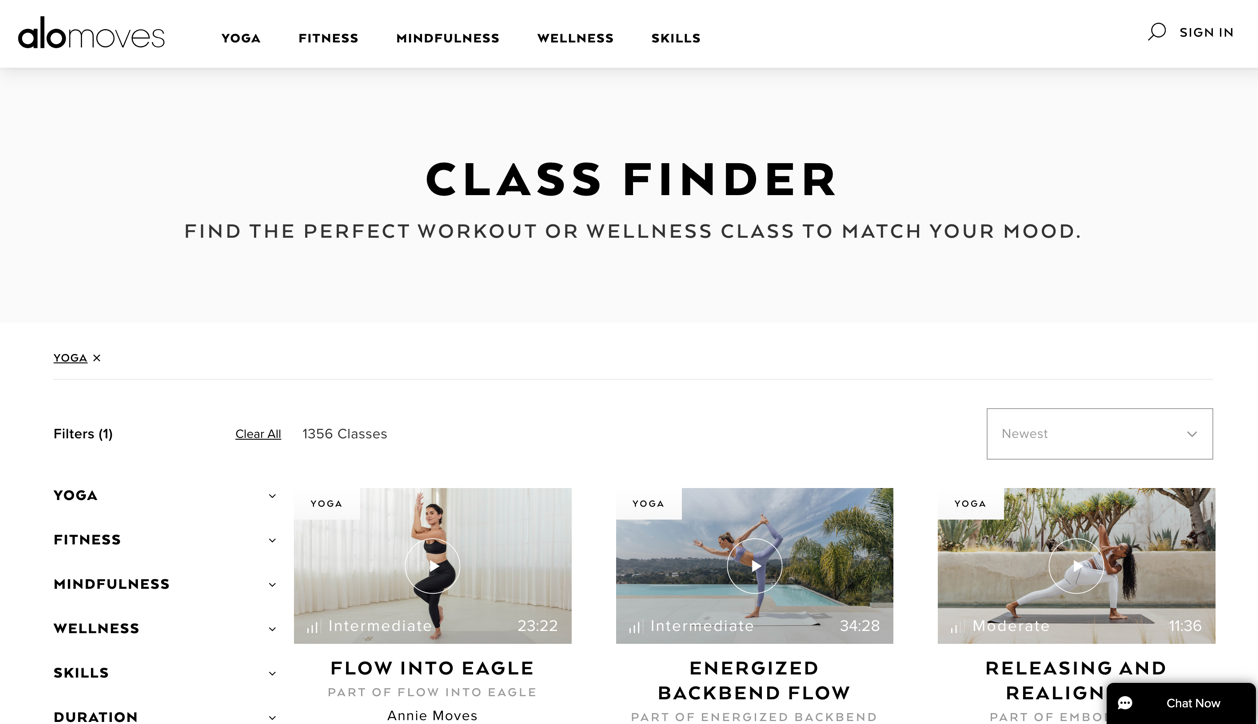 alomoves
YOGA FITNESS MINDFULNESS WELLNESS SKILLS
SIGN IN
CLASS FINDER
FIND THE PERFECT WORKOUT OR WELLNESS CLASS TO MATCH YOUR MOOD.
YOGA ×
Filters (1)
Clear All
1356 Classes
Newest
YOGA
FITNESS
MINDFULNESS
WELLNESS
SKILLS
DURATION
YOGA
Intermediate 23:22
FLOW INTO EAGLE
PART OF FLOW INTO EAGLE
Annie Moves
YOGA
Intermediate 34:28
ENERGIZED
BACKBEND FLOW
PART OF ENERGIZED BACKBEND
YOGA
Moderate 11:36
RELEASING AND
PART OF
Chat Now